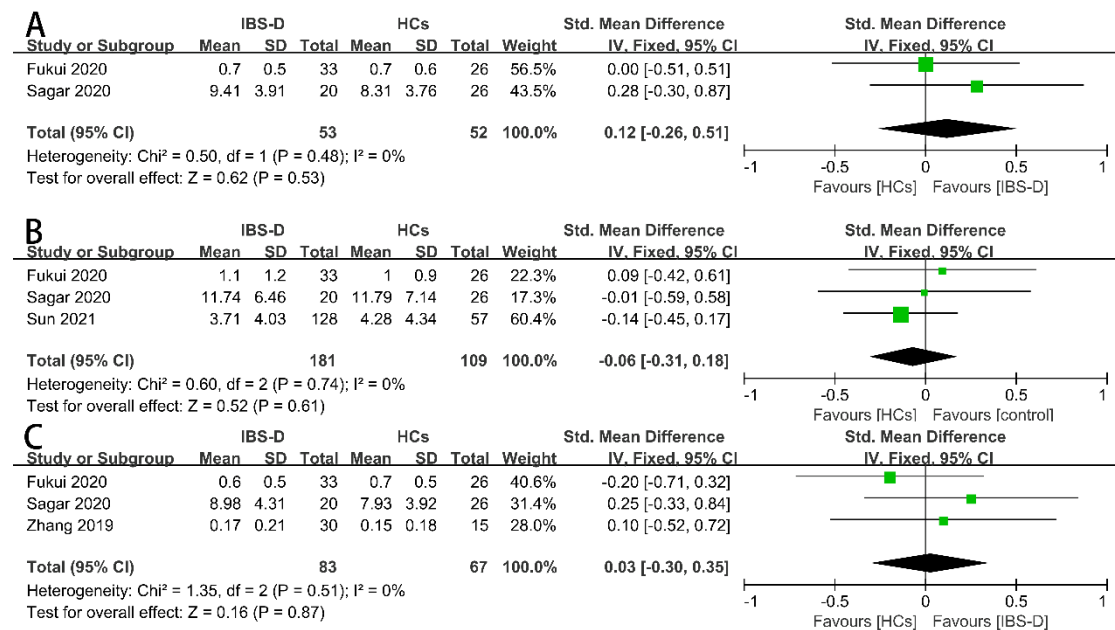 A
IBS-D HCs Std. Mean Difference Std. Mean Difference
Study or Subgroup Mean SD Total Mean SD Total Weight IV, Fixed, 95% CI IV, Fixed, 95% CI
Fukui 2020 0.7 0.5 33 0.7 0.6 26 56.5% 0.00 [-0.51, 0.51]
Sagar 2020 9.41 3.91 20 8.31 3.76 26 43.5% 0.28 [-0.30, 0.87]
Total (95% CI) 53 52 100.0% 0.12 [-0.26, 0.51]
Heterogeneity: Chi² = 0.50, df = 1 (P = 0.48); I² = 0%
Test for overall effect: Z = 0.62 (P = 0.53)
-1 -0.5 0 0.5 1
Favours [HCs] Favours [IBS-D]
B
IBS-D HCs Std. Mean Difference Std. Mean Difference
Study or Subgroup Mean SD Total Mean SD Total Weight IV, Fixed, 95% CI IV, Fixed, 95% CI
Fukui 2020 1.1 1.2 33 1 0.9 26 22.3% 0.09 [-0.42, 0.61]
Sagar 2020 11.74 6.46 20 11.79 7.14 26 17.3% -0.01 [-0.59, 0.58]
Sun 2021 3.71 4.03 128 4.28 4.34 57 60.4% -0.14 [-0.45, 0.17]
Total (95% CI) 181 109 100.0% -0.06 [-0.31, 0.18]
Heterogeneity: Chi² = 0.60, df = 2 (P = 0.74); I² = 0%
Test for overall effect: Z = 0.52 (P = 0.61)
-1 -0.5 0 0.5 1
Favours [HCs] Favours [control]
C
IBS-D HCs Std. Mean Difference Std. Mean Difference
Study or Subgroup Mean SD Total Mean SD Total Weight IV, Fixed, 95% CI IV, Fixed, 95% CI
Fukui 2020 0.6 0.5 33 0.7 0.5 26 40.6% -0.20 [-0.71, 0.32]
Sagar 2020 8.98 4.31 20 7.93 3.92 26 31.4% 0.25 [-0.33, 0.84]
Zhang 2019 0.17 0.21 30 0.15 0.18 15 28.0% 0.10 [-0.52, 0.72]
Total (95% CI) 83 67 100.0% 0.03 [-0.30, 0.35]
Heterogeneity: Chi² = 1.35, df = 2 (P = 0.51); I² = 0%
Test for overall effect: Z = 0.16 (P = 0.87)
-1 -0.5 0 0.5 1
Favours [HCs] Favours [IBS-D]